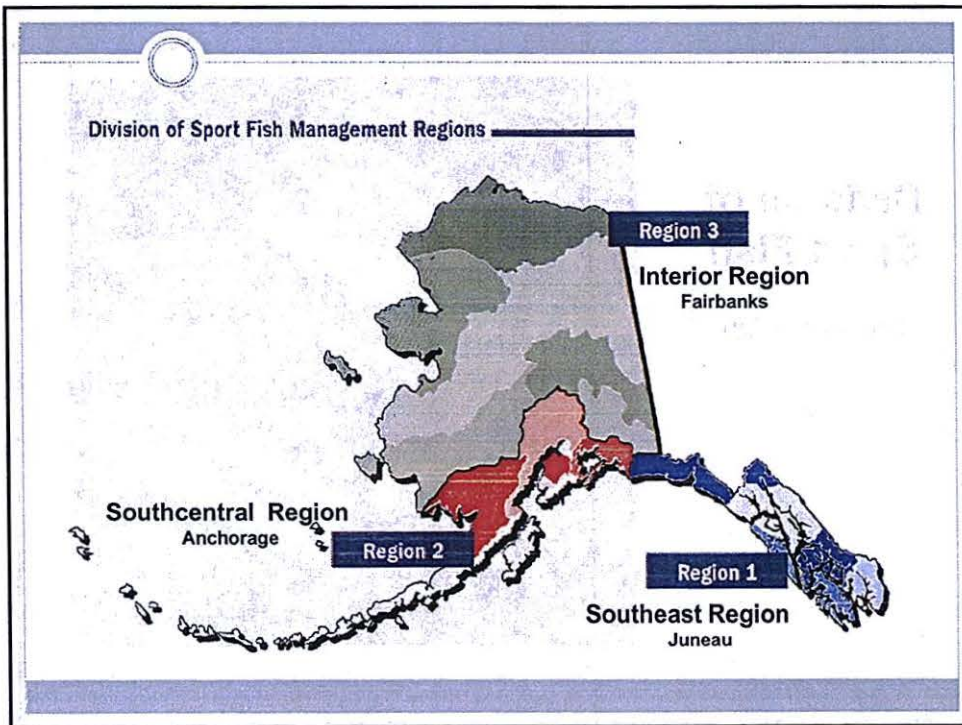 Division of Sport Fish Management Regions
Region 3
Interior Region
Fairbanks
Southcentral Region
Anchorage
Region 2
Region 1
Southeast Region
Juneau